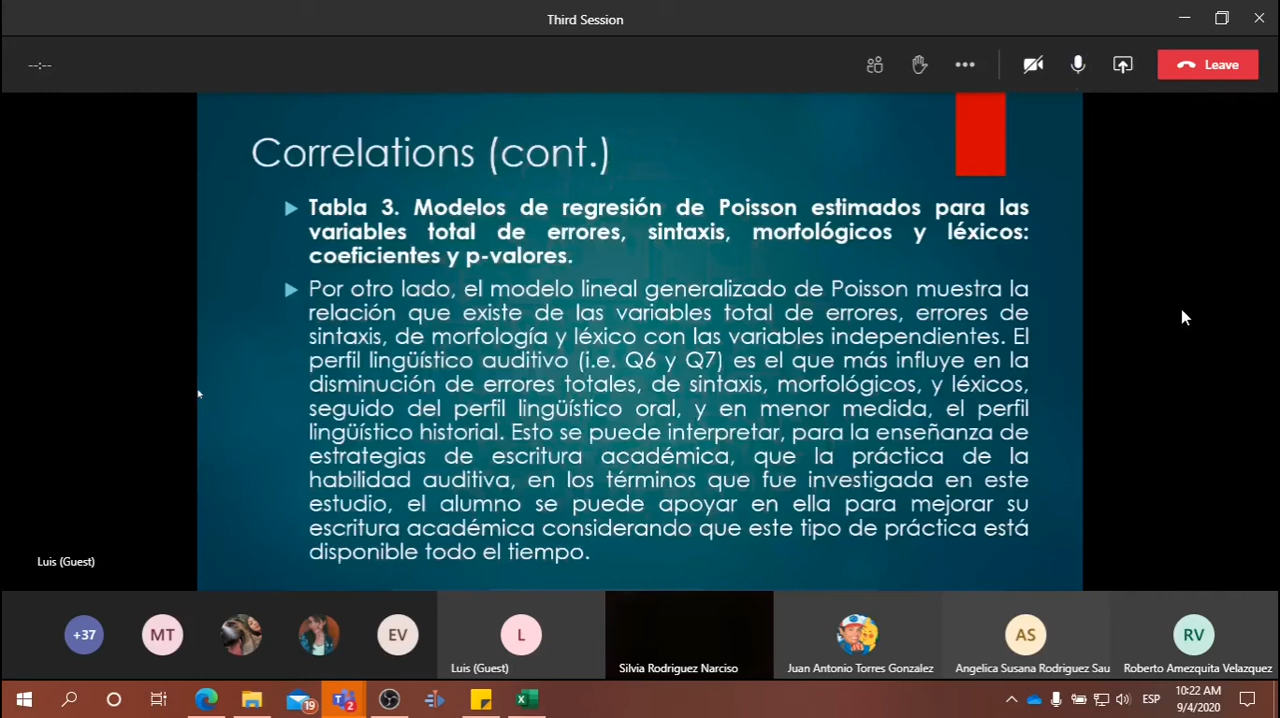 Third Session
--:--
Leave
Correlations (cont.)
Tabla 3. Modelos de regresión de Poisson estimados para las
variables total de errores, sintaxis, morfológicos y léxicos:
coeficientes y p-valores.
Por otro lado, el modelo lineal generalizado de Poisson muestra la
relación que existe de las variables total de errores, errores de
sintaxis, de morfología y léxico con las variables independientes. El
perfil lingüístico auditivo (i.e. Q6 y Q7) es el que más influye en la
disminución de errores totales, de sintaxis, morfológicos, y léxicos,
seguido del perfil lingüístico oral, y en menor medida, el perfil
lingüístico historial. Esto se puede interpretar, para la enseñanza de
estrategias de escritura académica, que la práctica de la
habilidad auditiva, en los términos que fue investigada en este
estudio, el alumno se puede apoyar en ella para mejorar su
escritura académica considerando que este tipo de práctica está
disponible todo el tiempo.
Luis (Guest)
+37
MT
EV
L
AS
RV
Luis (Guest)
Silvia Rodriguez Narciso
Juan Antonio Torres Gonzalez
Angelica Susana Rodriguez Sau
Roberto Amezquita Velazquez
19
2
ESP
10:22 AM
9/4/2020